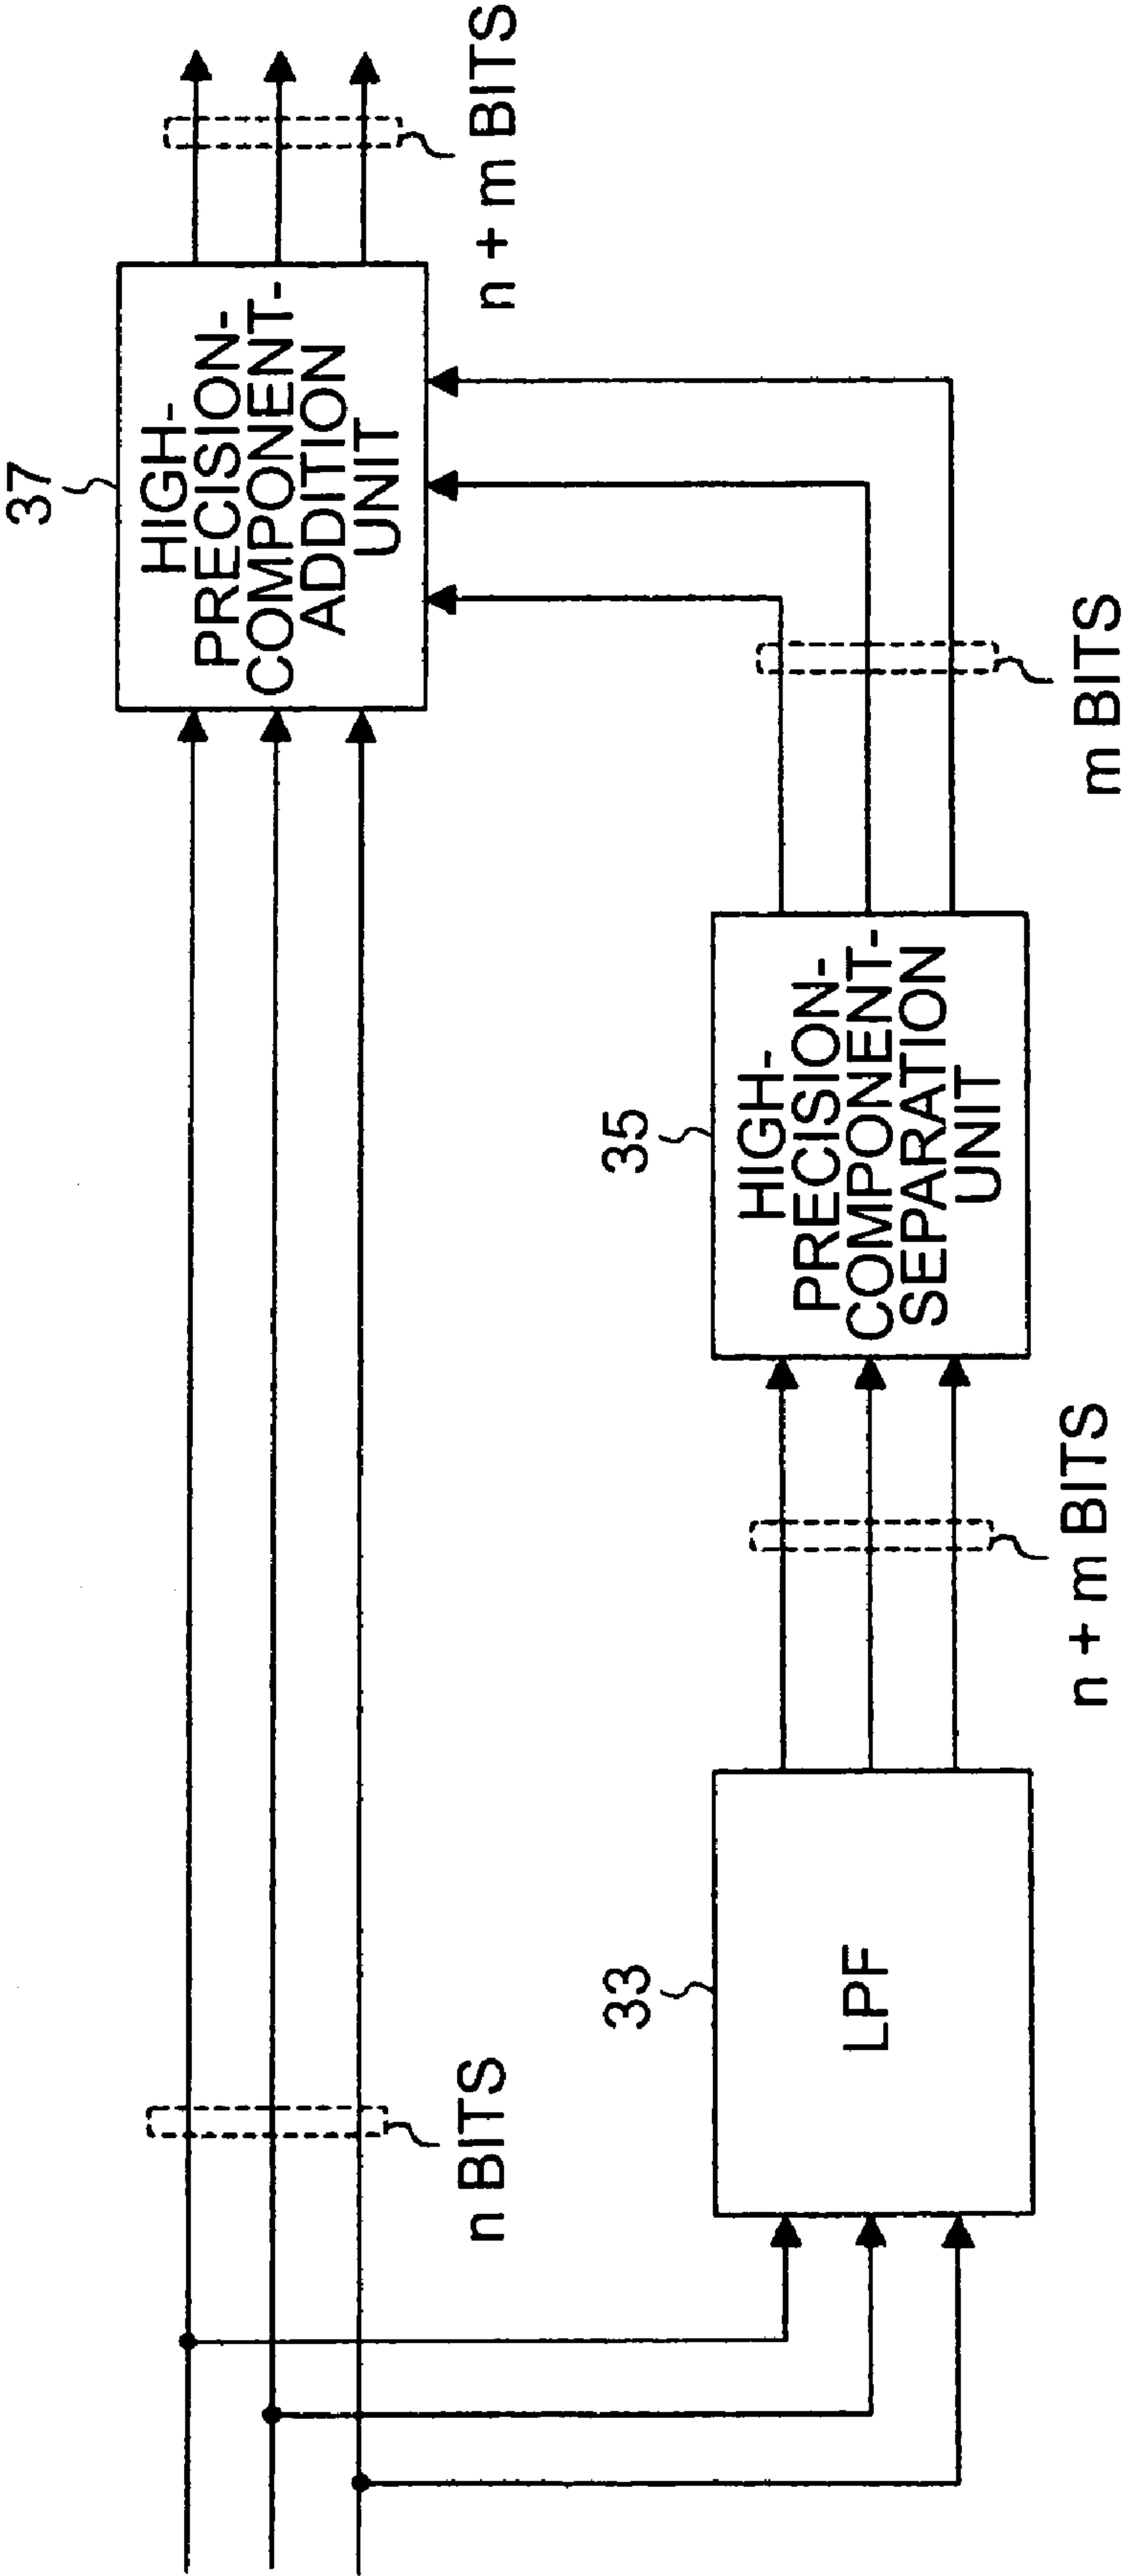 37
HIGH-
PRECISION-
COMPONENT-
ADDITION
UNIT
n + m BITS
n BITS
33
LPF
n + m BITS
35
HIGH-
PRECISION-
COMPONENT-
SEPARATION
UNIT
m BITS